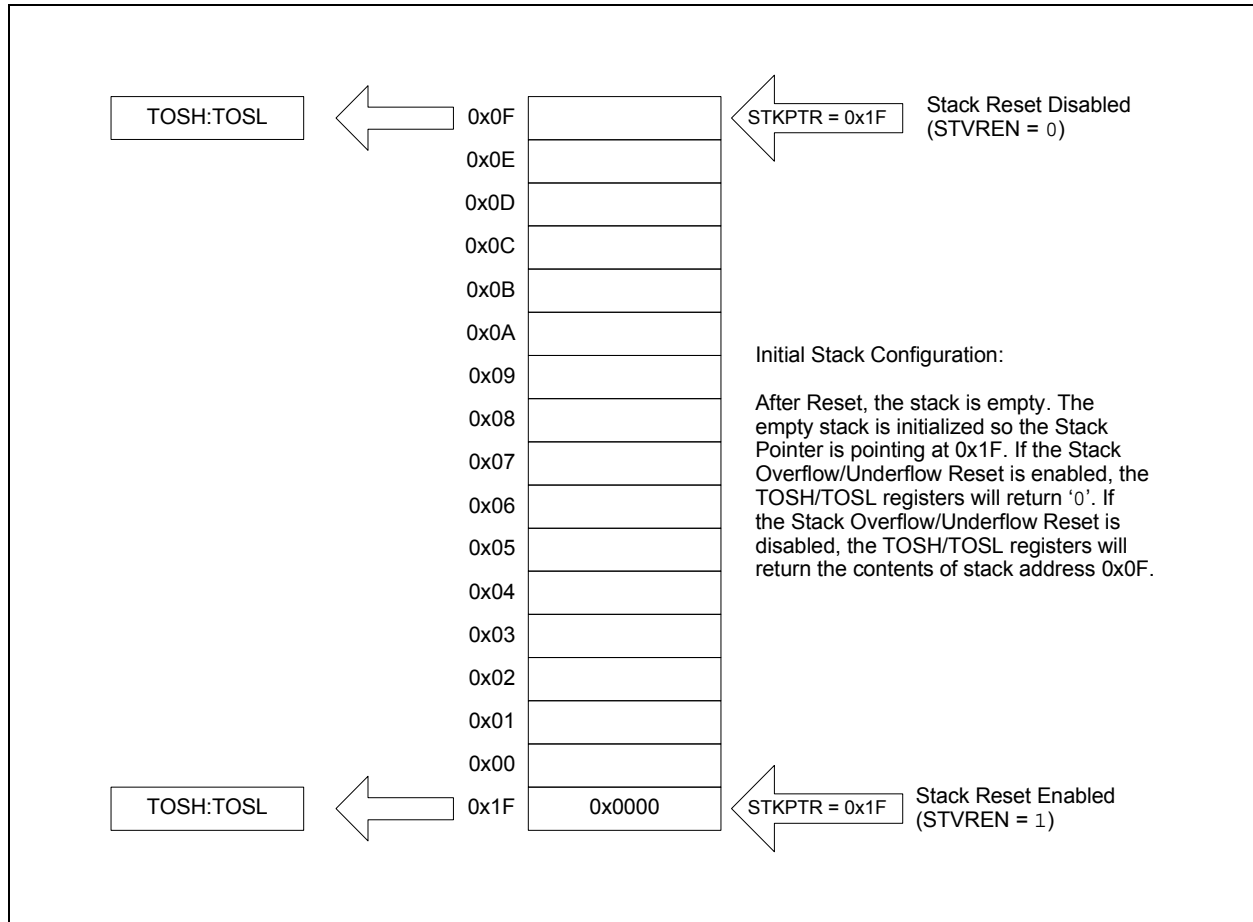 TOSH:TOSL
0x0F
STKPTR = 0x1F
Stack Reset Disabled
(STVREN = 0)
0x0E
0x0D
0x0C
0x0B
0x0A
0x09
0x08
0x07
0x06
0x05
0x04
0x03
0x02
0x01
0x00
Initial Stack Configuration:
After Reset, the stack is empty. The
empty stack is initialized so the Stack
Pointer is pointing at 0x1F. If the Stack
Overflow/Underflow Reset is enabled, the
TOSH/TOSL registers will return ‘0’. If
the Stack Overflow/Underflow Reset is
disabled, the TOSH/TOSL registers will
return the contents of stack address 0x0F.
TOSH:TOSL
0x1F
0x0000
STKPTR = 0x1F
Stack Reset Enabled
(STVREN = 1)